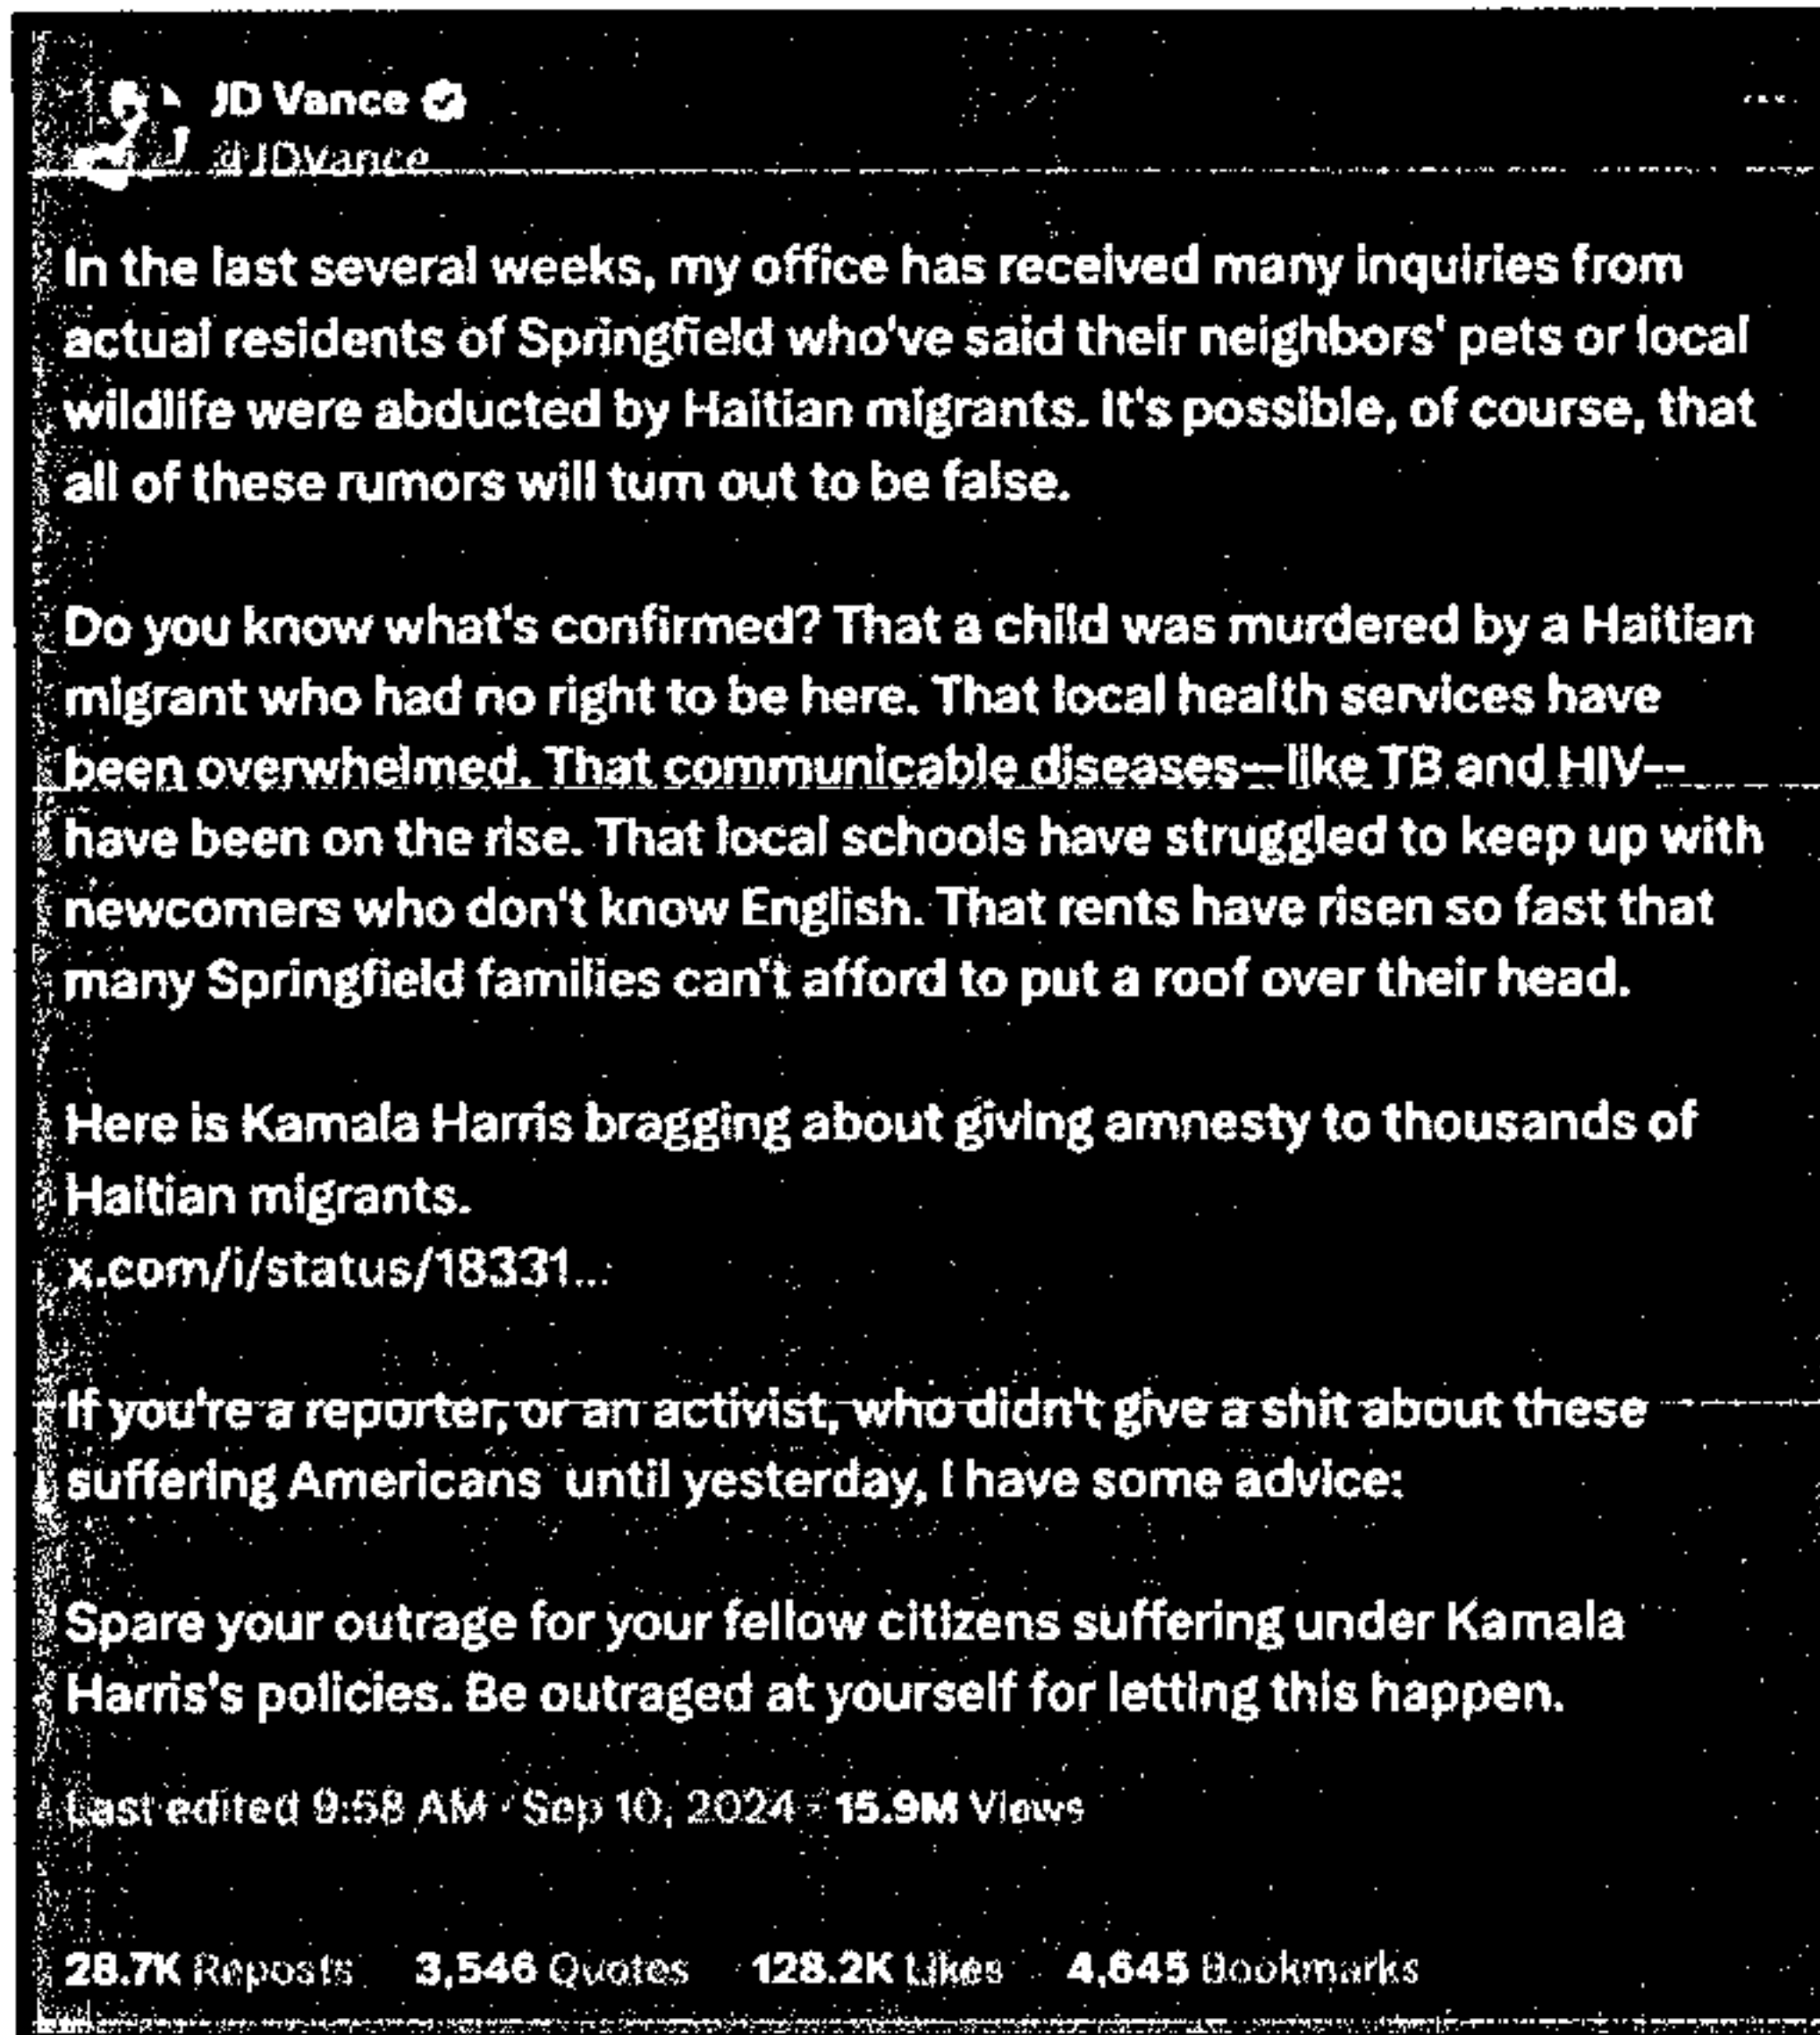 JD Vance
@JDVance
In the last several weeks, my office has received many inquiries from
actual residents of Springfield who've said their neighbors' pets or local
wildlife were abducted by Haitian migrants. It's possible, of course, that
all of these rumors will turn out to be false.
Do you know what's confirmed? That a child was murdered by a Haitian
migrant who had no right to be here. That local health services have
been overwhelmed. That communicable diseases—like TB and HIV--
have been on the rise. That local schools have struggled to keep up with
newcomers who don't know English. That rents have risen so fast that
many Springfield families can't afford to put a roof over their head.
Here is Kamala Harris bragging about giving amnesty to thousands of
Haitian migrants.
x.com/i/status/18331...
If you're a reporter, or an activist, who didn't give a shit about these
suffering Americans until yesterday, I have some advice:
Spare your outrage for your fellow citizens suffering under Kamala
Harris's policies. Be outraged at yourself for letting this happen.
Last edited 9:58 AM · Sep 10, 2024 · 15.9M Views
28.7K Reposts 3,546 Quotes 128.2K Likes 4,645 Bookmarks